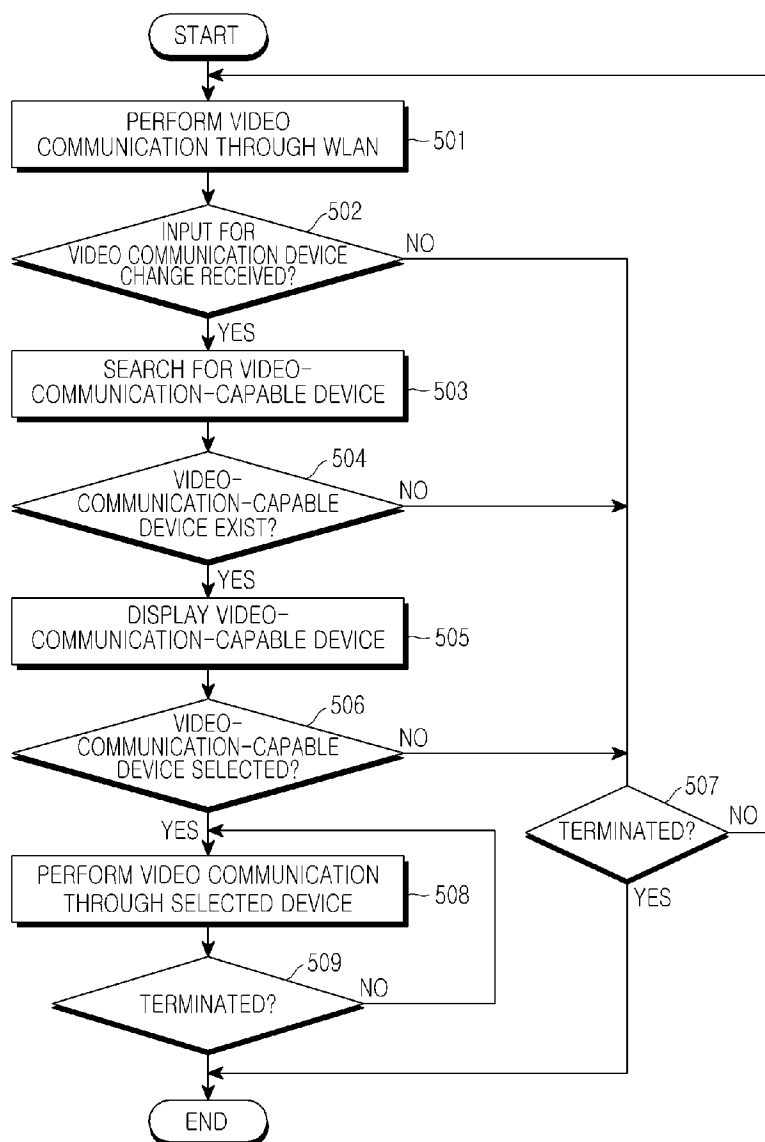 START
PERFORM VIDEO
COMMUNICATION THROUGH WLAN
501
502
INPUT FOR
VIDEO COMMUNICATION DEVICE
CHANGE RECEIVED?
NO
YES
SEARCH FOR VIDEO-
COMMUNICATION-CAPABLE DEVICE
503
504
VIDEO-
COMMUNICATION-CAPABLE
DEVICE EXIST?
NO
YES
DISPLAY VIDEO-
COMMUNICATION-CAPABLE DEVICE
505
506
VIDEO-
COMMUNICATION-CAPABLE
DEVICE SELECTED?
NO
YES
507
TERMINATED?
NO
YES
PERFORM VIDEO COMMUNICATION
THROUGH SELECTED DEVICE
508
509
TERMINATED?
NO
END